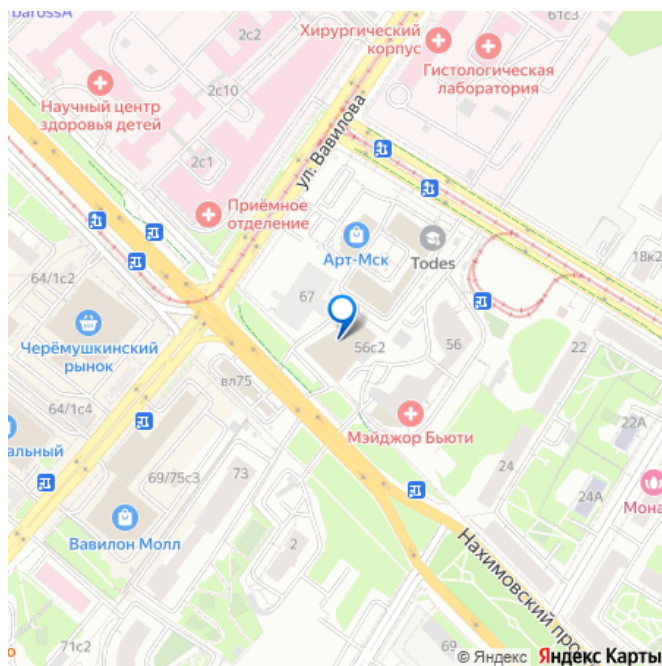 barossA
61с3
2с2
Хирургический
корпус
Гистологическая
лаборатория
2с10
Научный центр
здоровья детей
2с1
ул. Вавилова
Приёмное
отделение
Арт-Мск
Todes
18к2
64/1с2
67
Черёмушкинский
рынок
56с2
56
22
вл75
64/1с4
Мэйджор Бьюти
22А
альный
69/75с3
73
24
24А
Мона
Вавилон Молл
2
Нахимовский про
71с2
69
о
© Яндекс Яндекс Карты